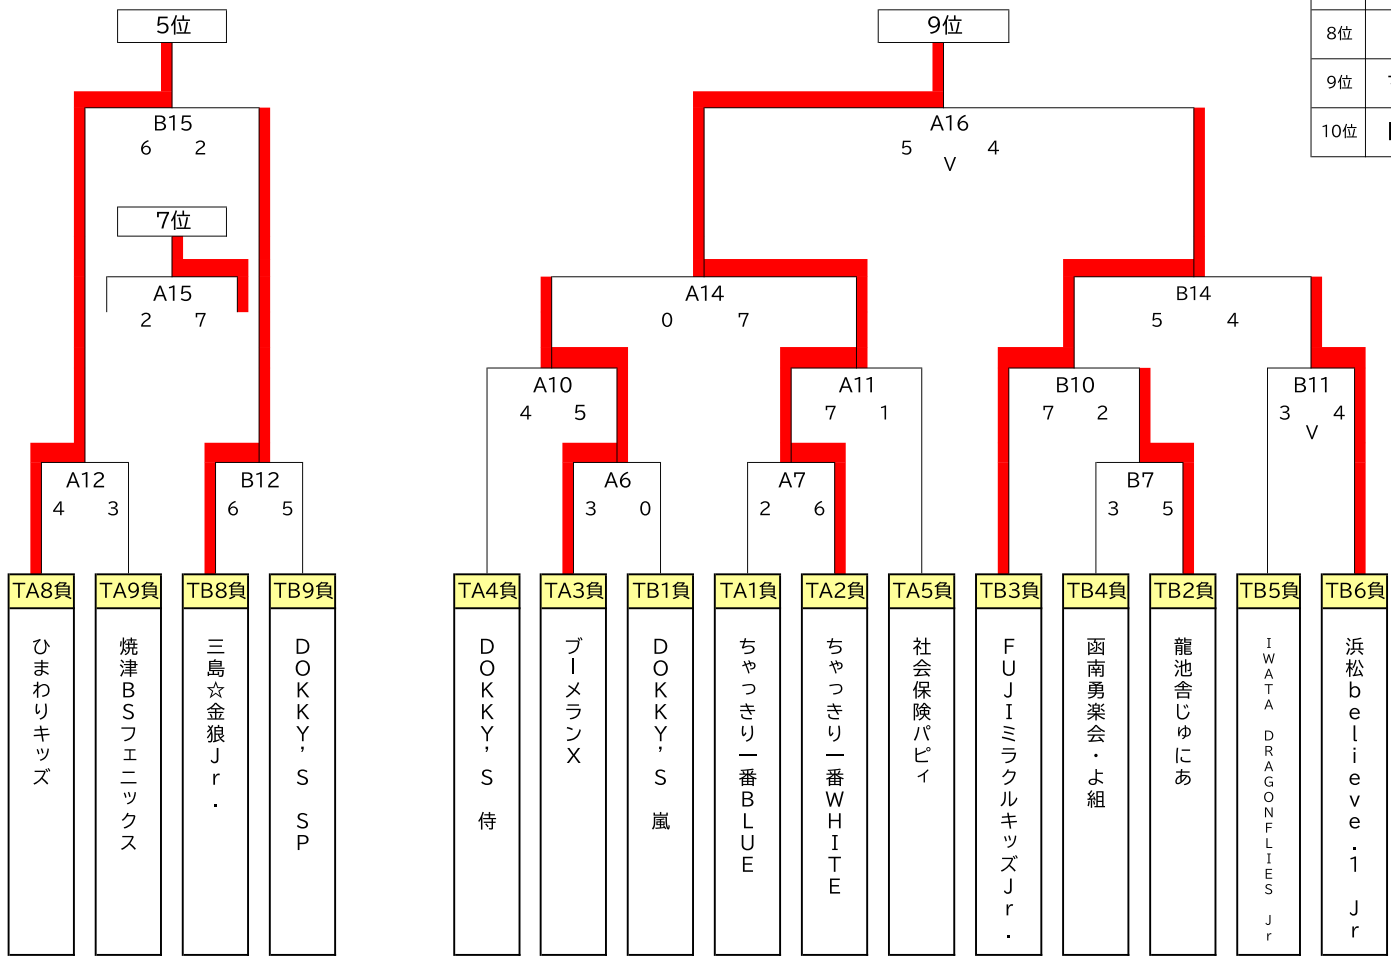 5位
9位
8位
9位
10位
B15
6 2
A16
5 4
V
7位
A15
2 7
A14
0 7
B14
5 4
A10
4 5
A11
7 1
B10
7 2
B11
3 4
V
A12
4 3
B12
6 5
A6
3 0
A7
2 6
B7
3 5
TA8負
TA9負
TB8負
TB9負
TA4負
TA3負
TB1負
TA1負
TA2負
TA5負
TB3負
TB4負
TB2負
TB5負
TB6負
ひまわりキッズ
焼津BSフェニックス
三島☆金狼Jr.
DOKKY'S SP
DOKKY'S 侍
ブーメランX
DOKKY'S 嵐
ちゃっきり一番BLUE
ちゃっきり一番WHITE
社会保険パピィ
FUJIミラクルキッズJr.
函南勇楽会・よ組
龍池舎じゅにあ
IWATA DRAGONFLIES Jr
浜松believe.1 Jr